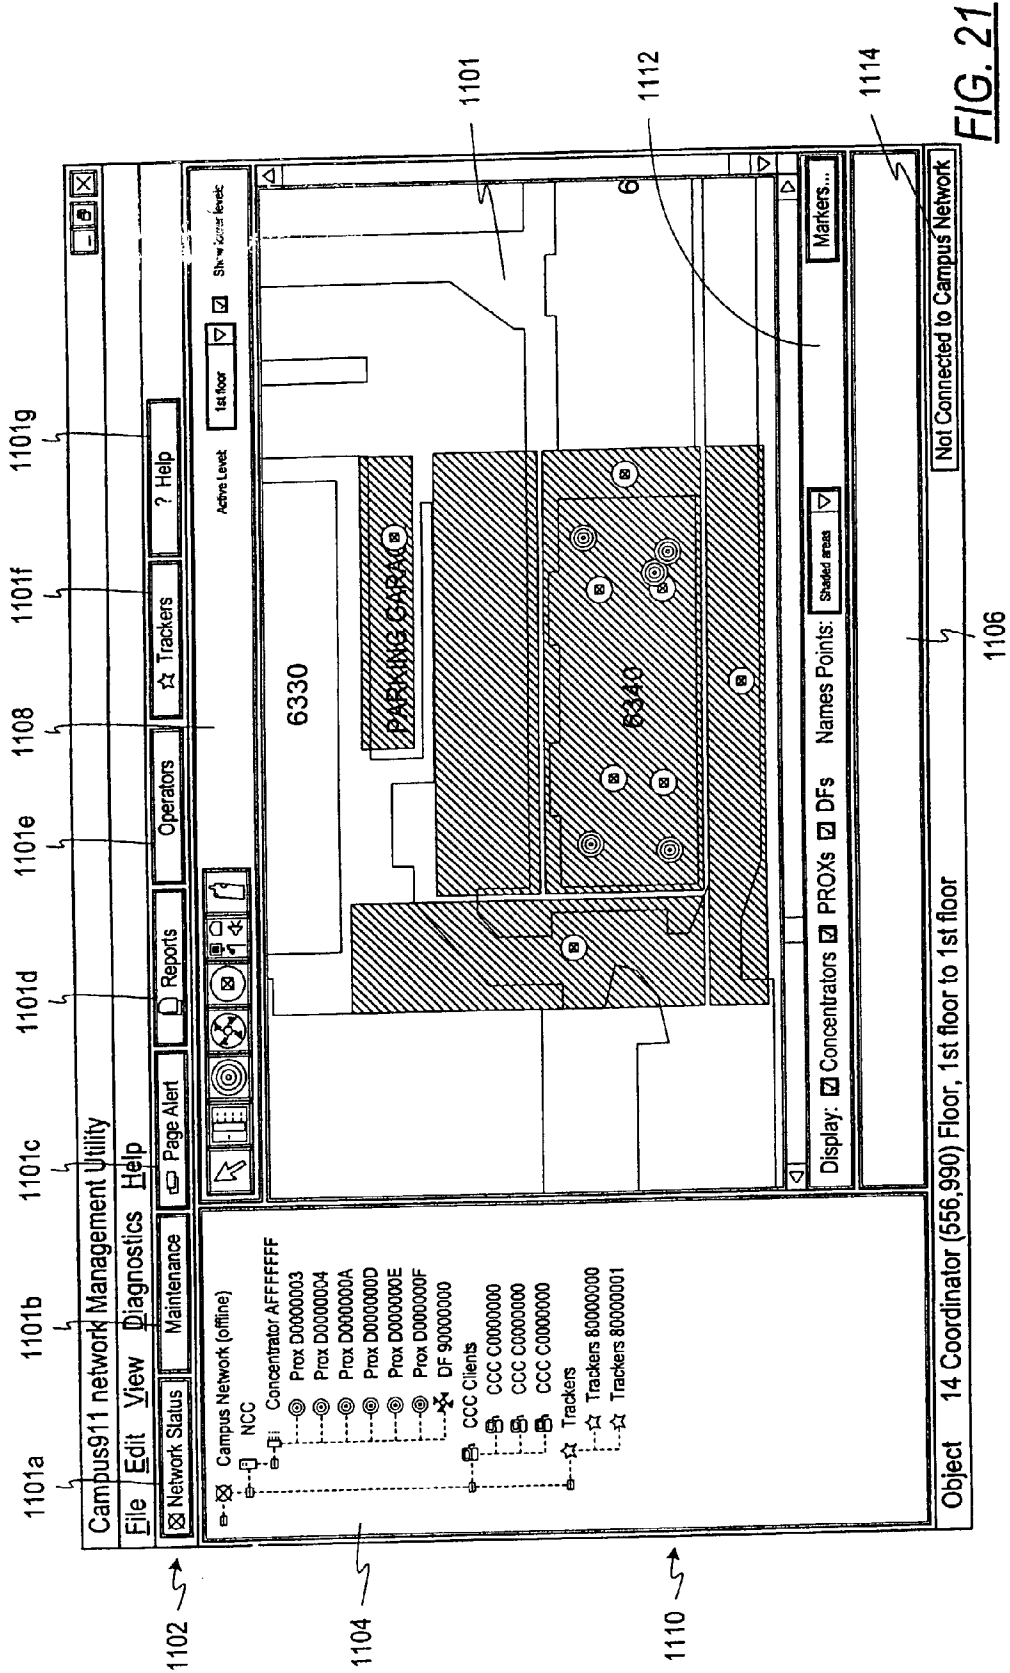 1101a
1101b
1101c
1101d
1101e
1108
1101f
1101g
1102
Campus911 network Management Utility
File Edit View Diagnostics Help
Network Status
Maintenance
Page Alert
Reports
Operators
Trackers
? Help
Active Level:
1st floor
Show lower levels
Campus Network (offline)
NCC
Concentrator AFFFFFFF
Prox D0000003
Prox D0000004
Prox D000000A
Prox D000000D
Prox D000000E
Prox D000000F
DF 90000000
CCC Clients
CCC C0000000
CCC C0000000
CCC C0000000
Trackers
Trackers 80000000
Trackers 80000001
6330
PARKING GARAG
6340
6
Display: Concentrators PROXs DFs Names Points: Shaded areas
Markers...
Object 14 Coordinator (556,990) Floor, 1st floor to 1st floor
Not Connected to Campus Network
1104
1110
1106
1101
1112
1114
FIG. 21